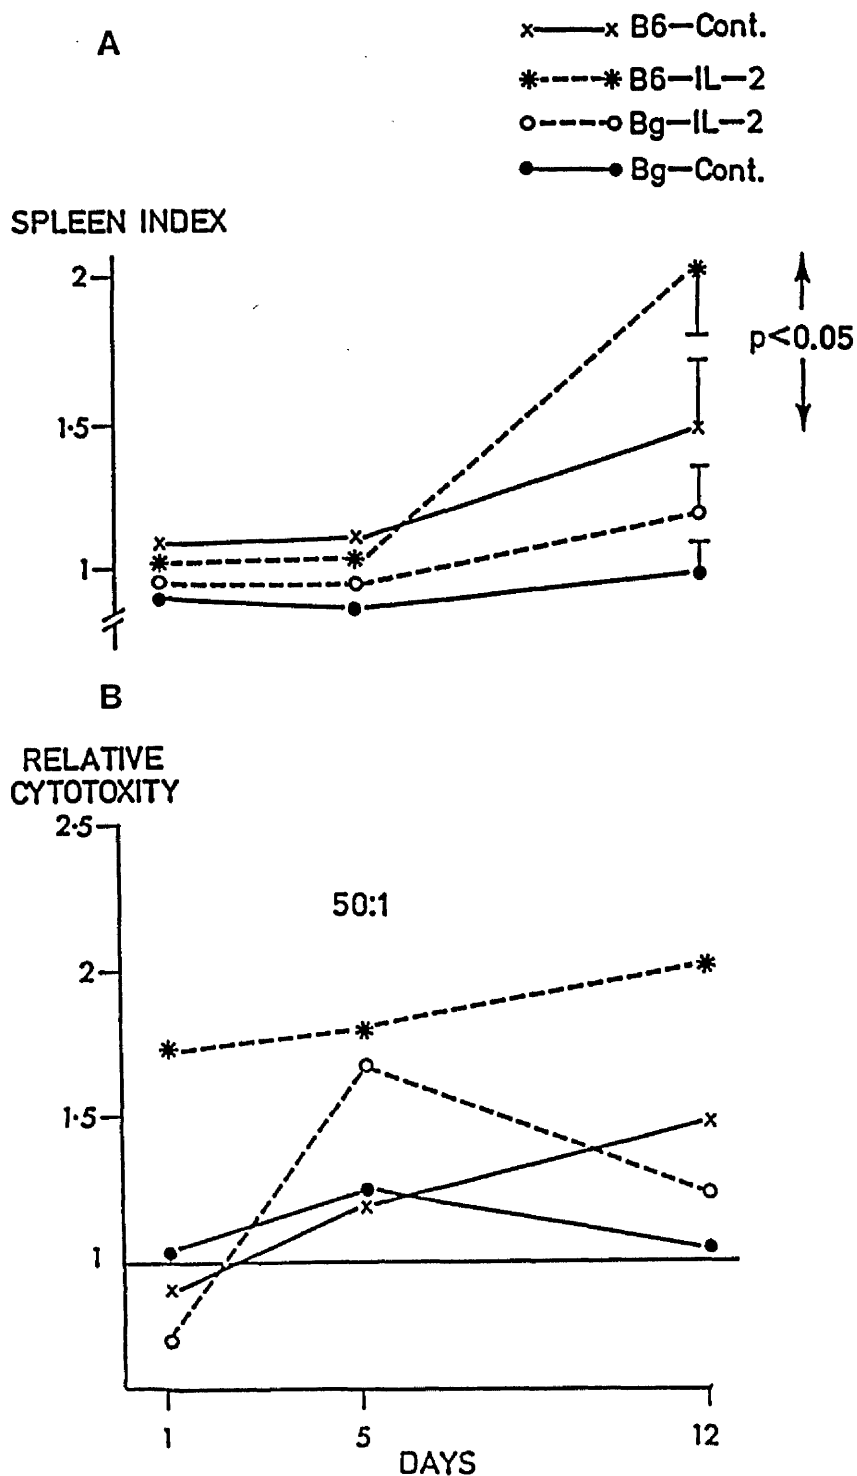 A
B6—Cont.
B6—IL—2
Bg—IL—2
Bg—Cont.
SPLEEN INDEX
2
p<0.05
1·5
1
B
RELATIVE
CYTOTOXITY
2·5
50:1
2
1·5
1
1 5 12
DAYS